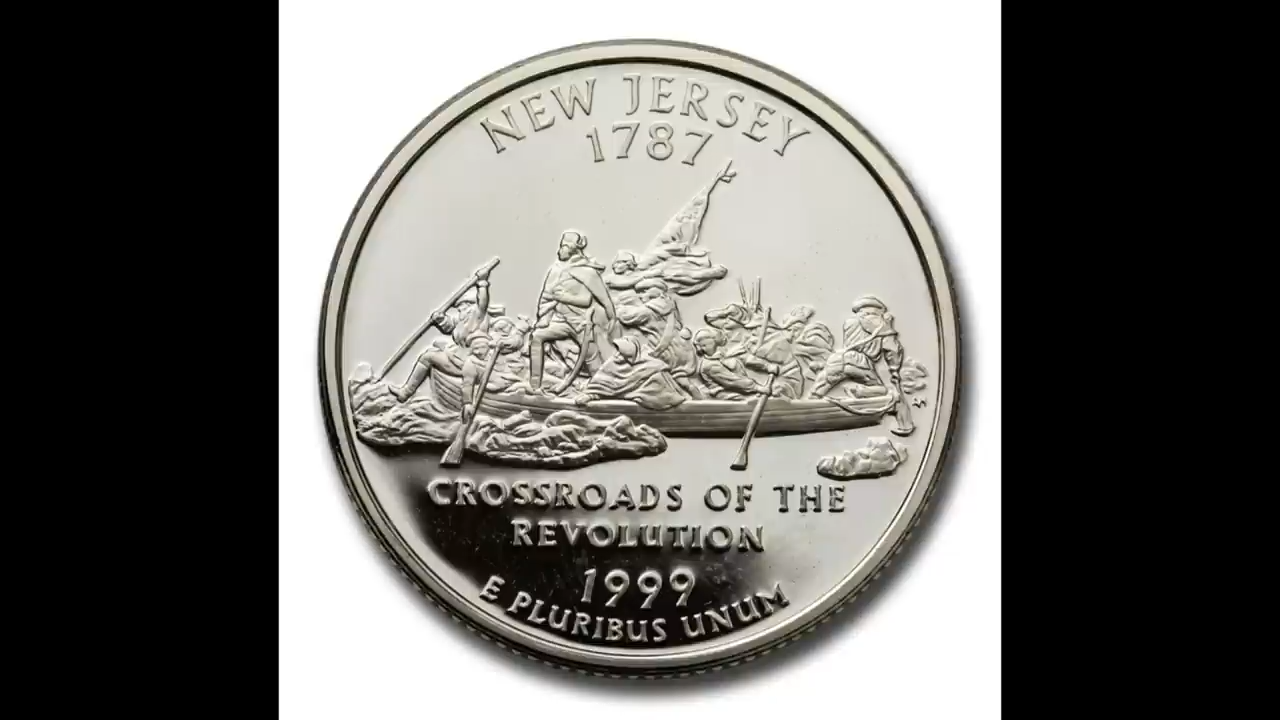 NEW JERSEY
1787
CROSSROADS OF THE
REVOLUTION
1999
E PLURIBUS UNUM